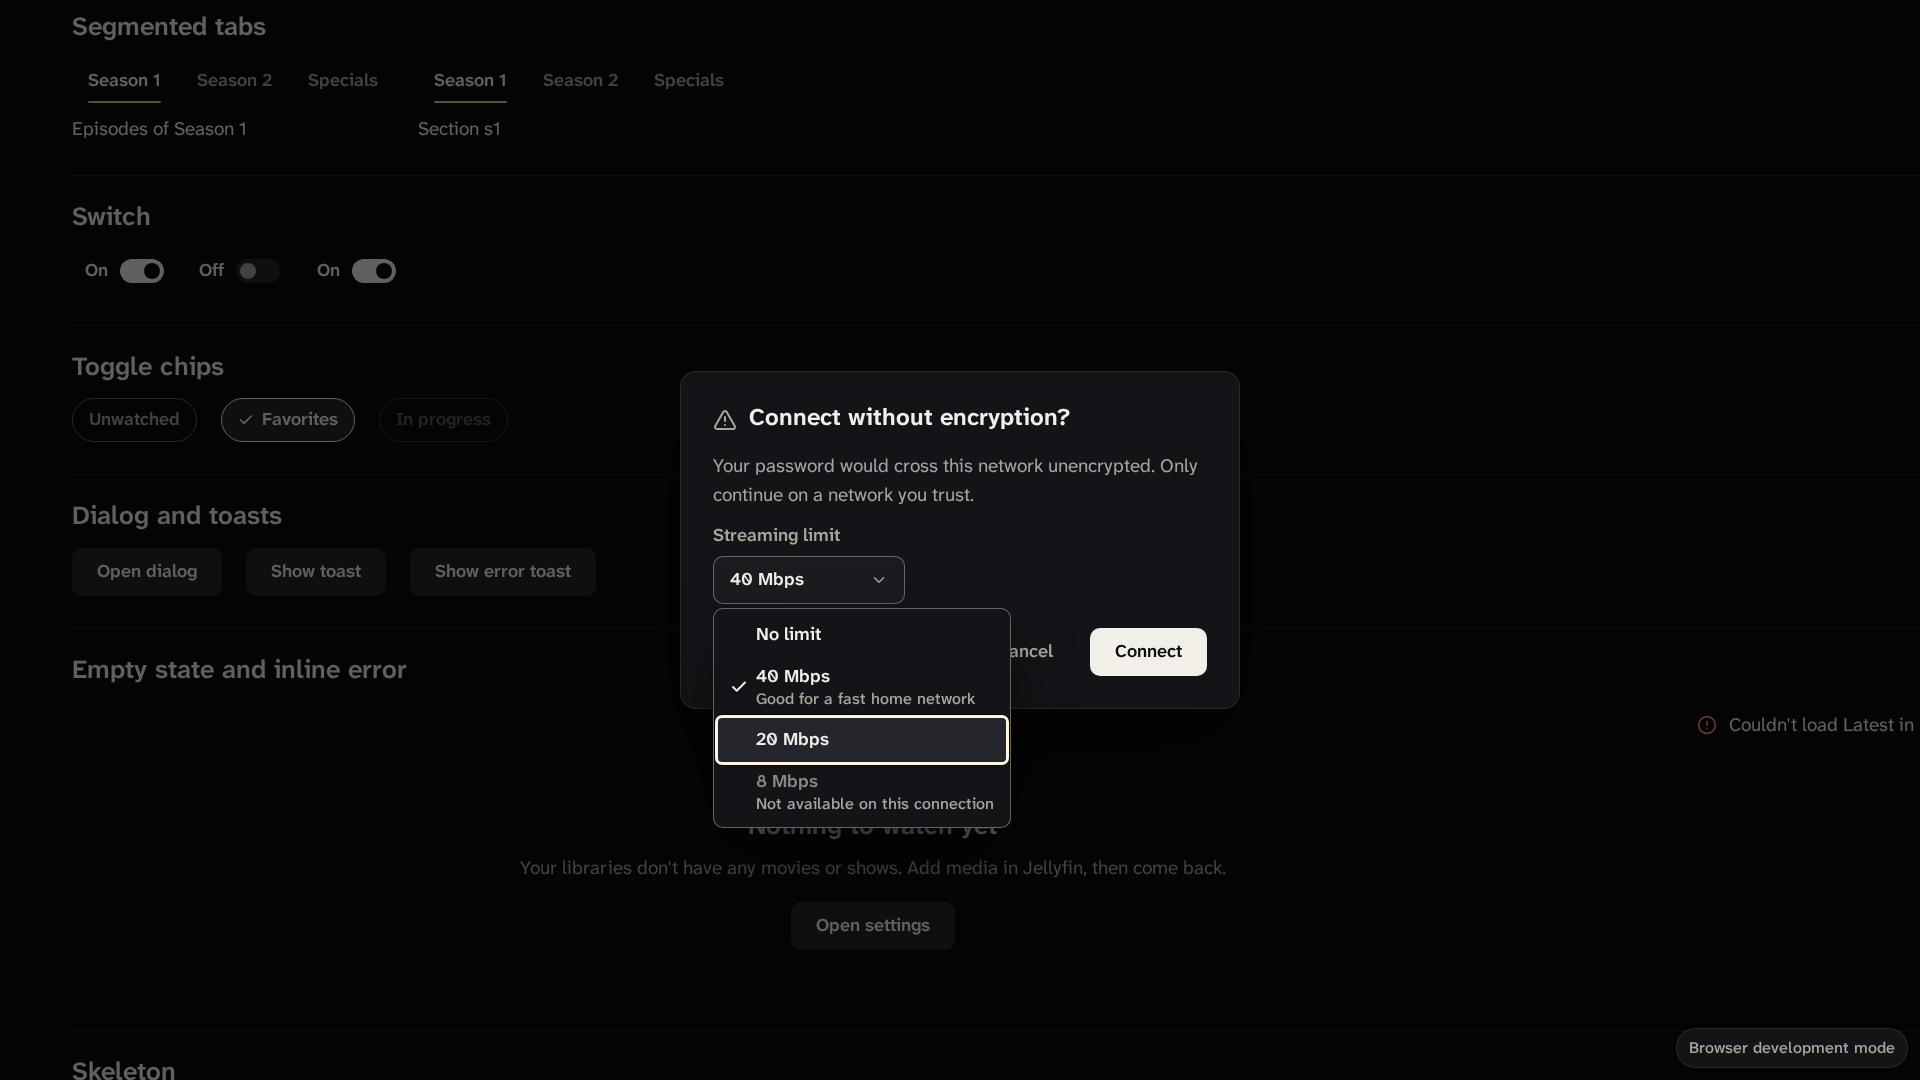 Segmented tabs
Season 1 Season 2 Specials Season 1 Season 2 Specials
Episodes of Season 1 Section s1
Switch
On Off On
Toggle chips
Unwatched Favorites In progress
Dialog and toasts
Open dialog Show toast Show error toast
Empty state and inline error
Connect without encryption?
Your password would cross this network unencrypted. Only
continue on a network you trust.
Streaming limit
40 Mbps
No limit
40 Mbps
Good for a fast home network
20 Mbps
8 Mbps
Not available on this connection
Connect
Couldn't load Latest in
Nothing to watch yet
Your libraries don't have any movies or shows. Add media in Jellyfin, then come back.
Open settings
Skeleton
Browser development mode